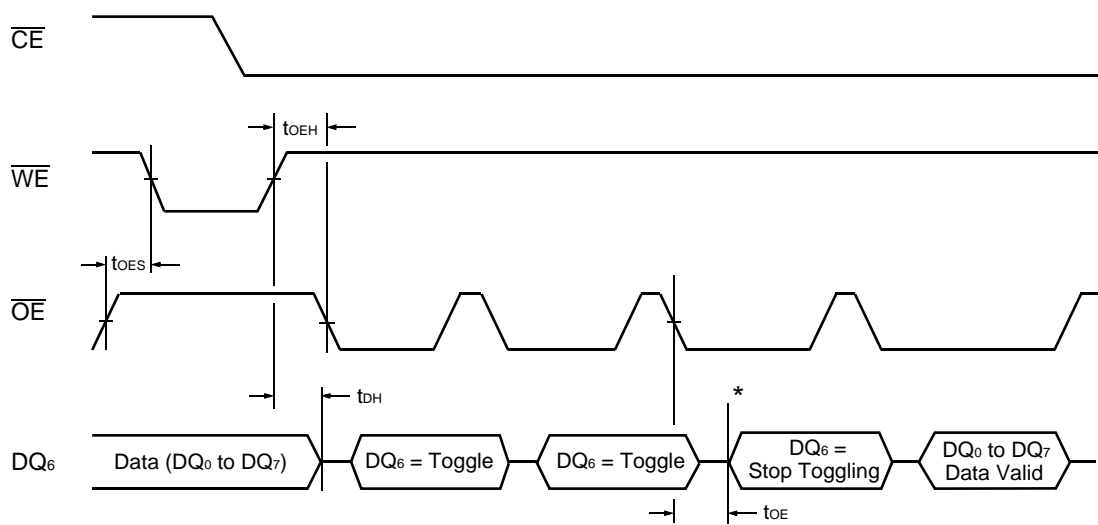 CE
tOEH
WE
tOES
OE
tDH
*
DQ6
Data (DQ0 to DQ7)
DQ6 = Toggle
DQ6 = Toggle
DQ6 =
Stop Toggling
DQ0 to DQ7
Data Valid
tOE